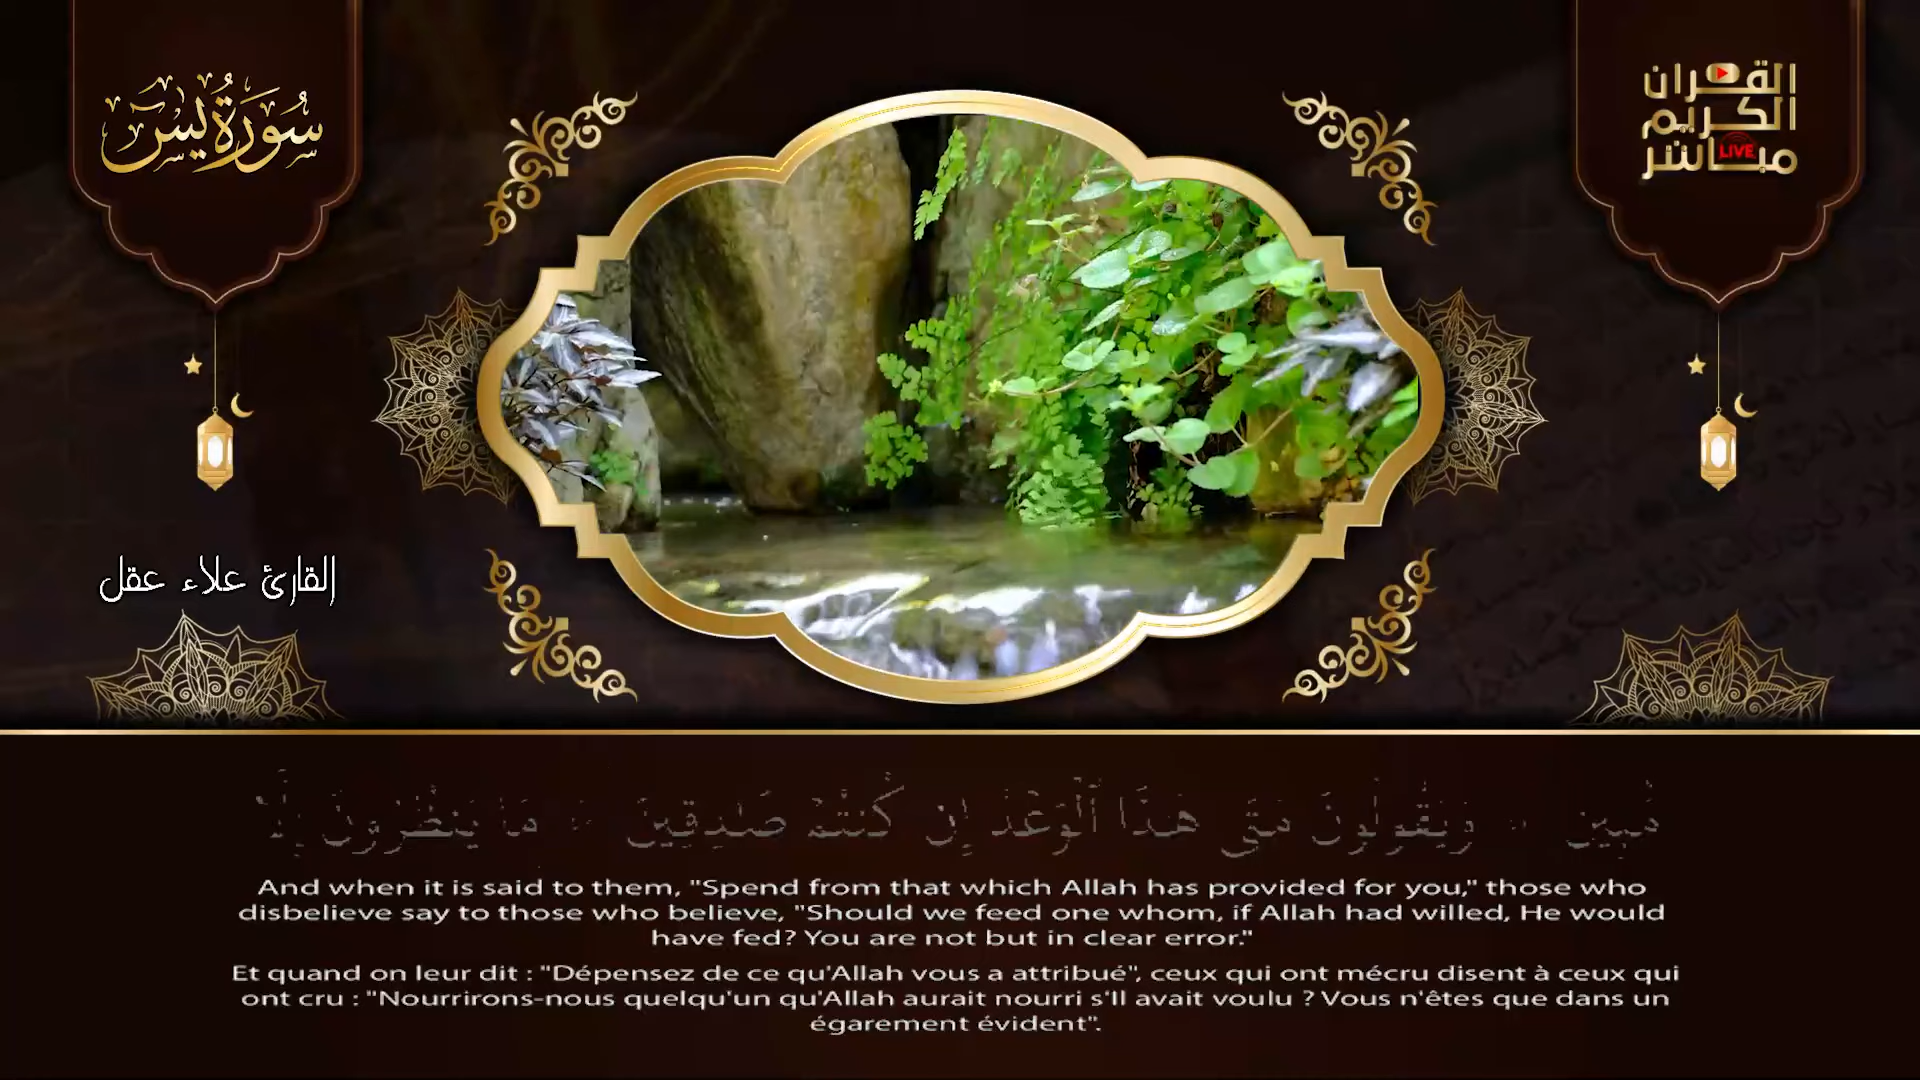 سُورَةُ يسٓ
القرآن
الكريم
مباشر
LIVE
القارئ علاء عقل
مُّبِينٍ وَيَقُولُونَ مَتَىٰ هَٰذَا ٱلْوَعْدُ إِن كُنتُمْ صَٰدِقِينَ مَا يَنظُرُونَ إِلَّا
And when it is said to them, "Spend from that which Allah has provided for you," those who
disbelieve say to those who believe, "Should we feed one whom, if Allah had willed, He would
have fed? You are not but in clear error."
Et quand on leur dit : "Dépensez de ce qu'Allah vous a attribué", ceux qui ont mécru disent à ceux qui
ont cru : "Nourrirons-nous quelqu'un qu'Allah aurait nourri s'Il avait voulu ? Vous n'êtes que dans un
égarement évident".